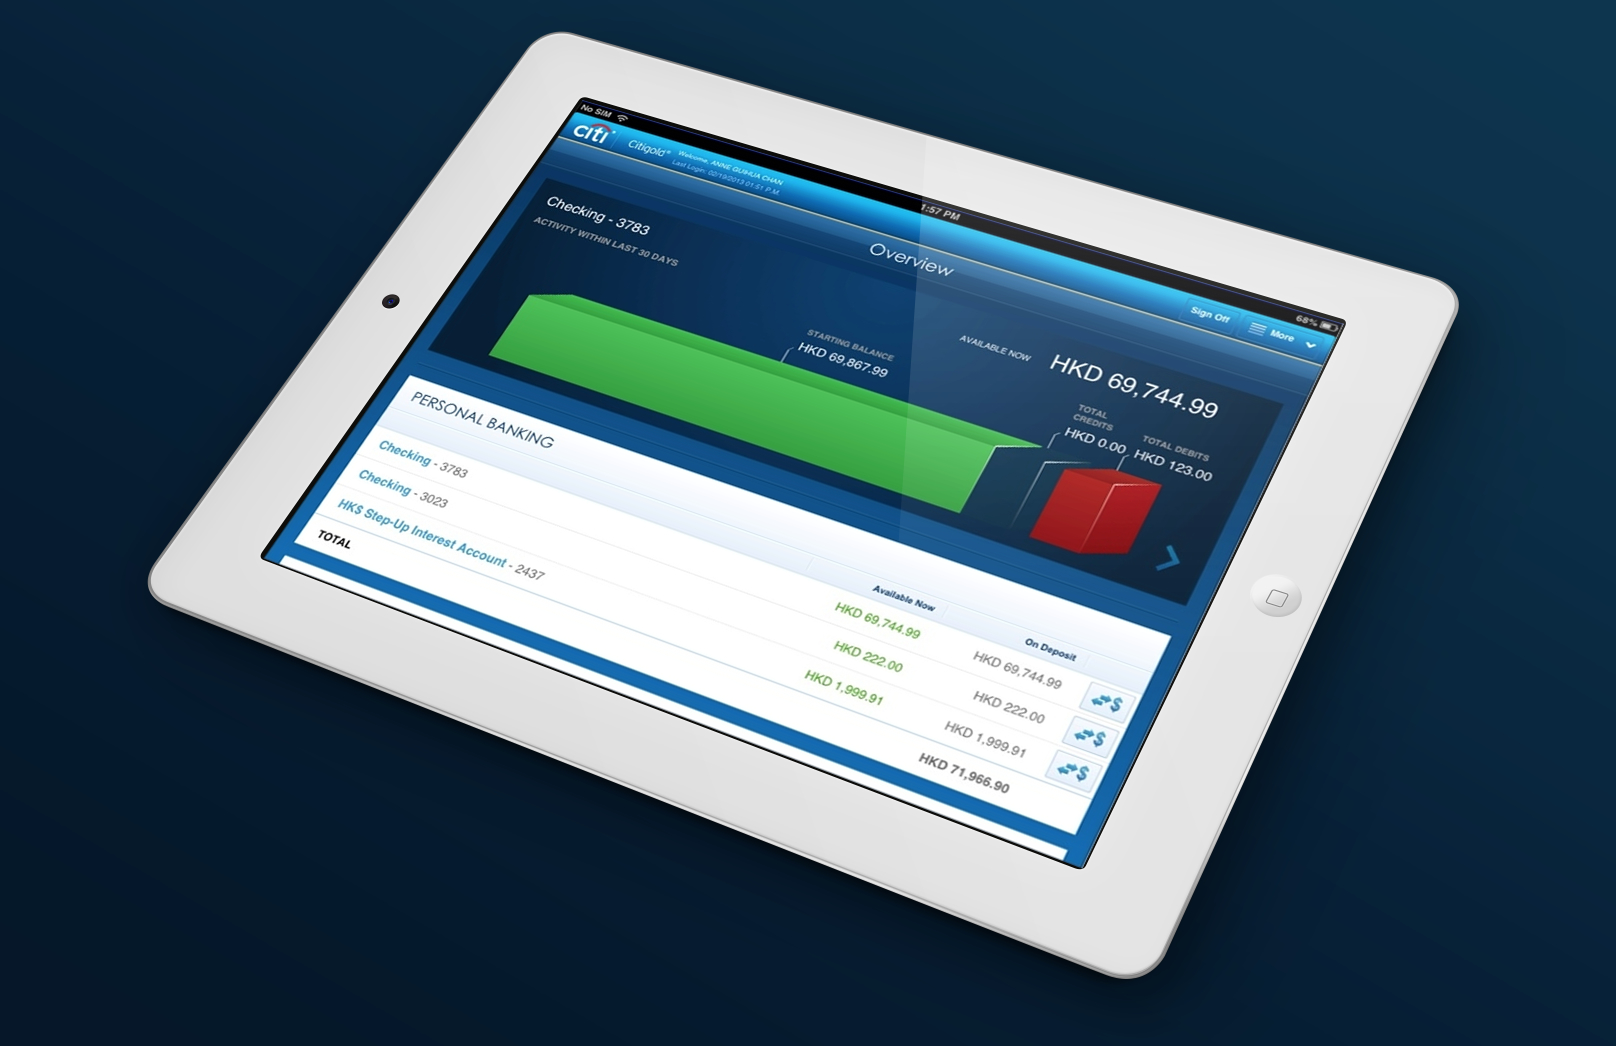 No SIM
1:57 PM
68%
citi
Citigold®
Welcome, ANNE GUIHUA CHAN
Last Login: 02/19/2013 01:51 P.M.
Sign Off
More
Overview
Checking - 3783
ACTIVITY WITHIN LAST 30 DAYS
AVAILABLE NOW
HKD 69,744.99
STARTING BALANCE
HKD 69,867.99
TOTAL
CREDITS
HKD 0.00
TOTAL DEBITS
HKD 123.00
PERSONAL BANKING
Available Now
On Deposit
Checking - 3783
HKD 69,744.99
HKD 69,744.99
$
Checking - 3023
HKD 222.00
HKD 222.00
$
HK$ Step-Up Interest Account - 2437
HKD 1,999.91
HKD 1,999.91
$
TOTAL
HKD 71,966.90